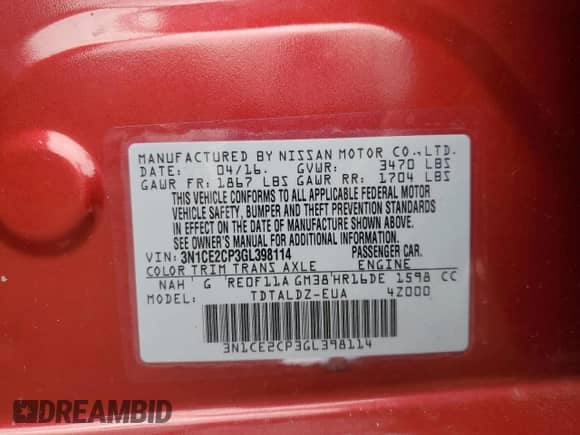 MANUFACTURED BY NISSAN MOTOR CO.,LTD.
DATE: 04/16. GVWR: 3470 LBS
GAWR FR: 1867 LBS GAWR RR: 1704 LBS
THIS VEHICLE CONFORMS TO ALL APPLICABLE FEDERAL MOTOR
VEHICLE SAFETY, BUMPER AND THEFT PREVENTION STANDARDS
IN EFFECT ON THE DATE OF MANUFACTURE SHOWN ABOVE.
SEE OWNER'S MANUAL FOR ADDITIONAL INFORMATION.
VIN: 3N1CE2CP3GL398114 PASSENGER CAR.
COLOR TRIM TRANS AXLE ENGINE
NAH G RE0F11A GM38 HR16DE 1598 CC
MODEL: TDTALDZ-EUA 4Z000
3N1CE2CP3GL398114
DREAMBID